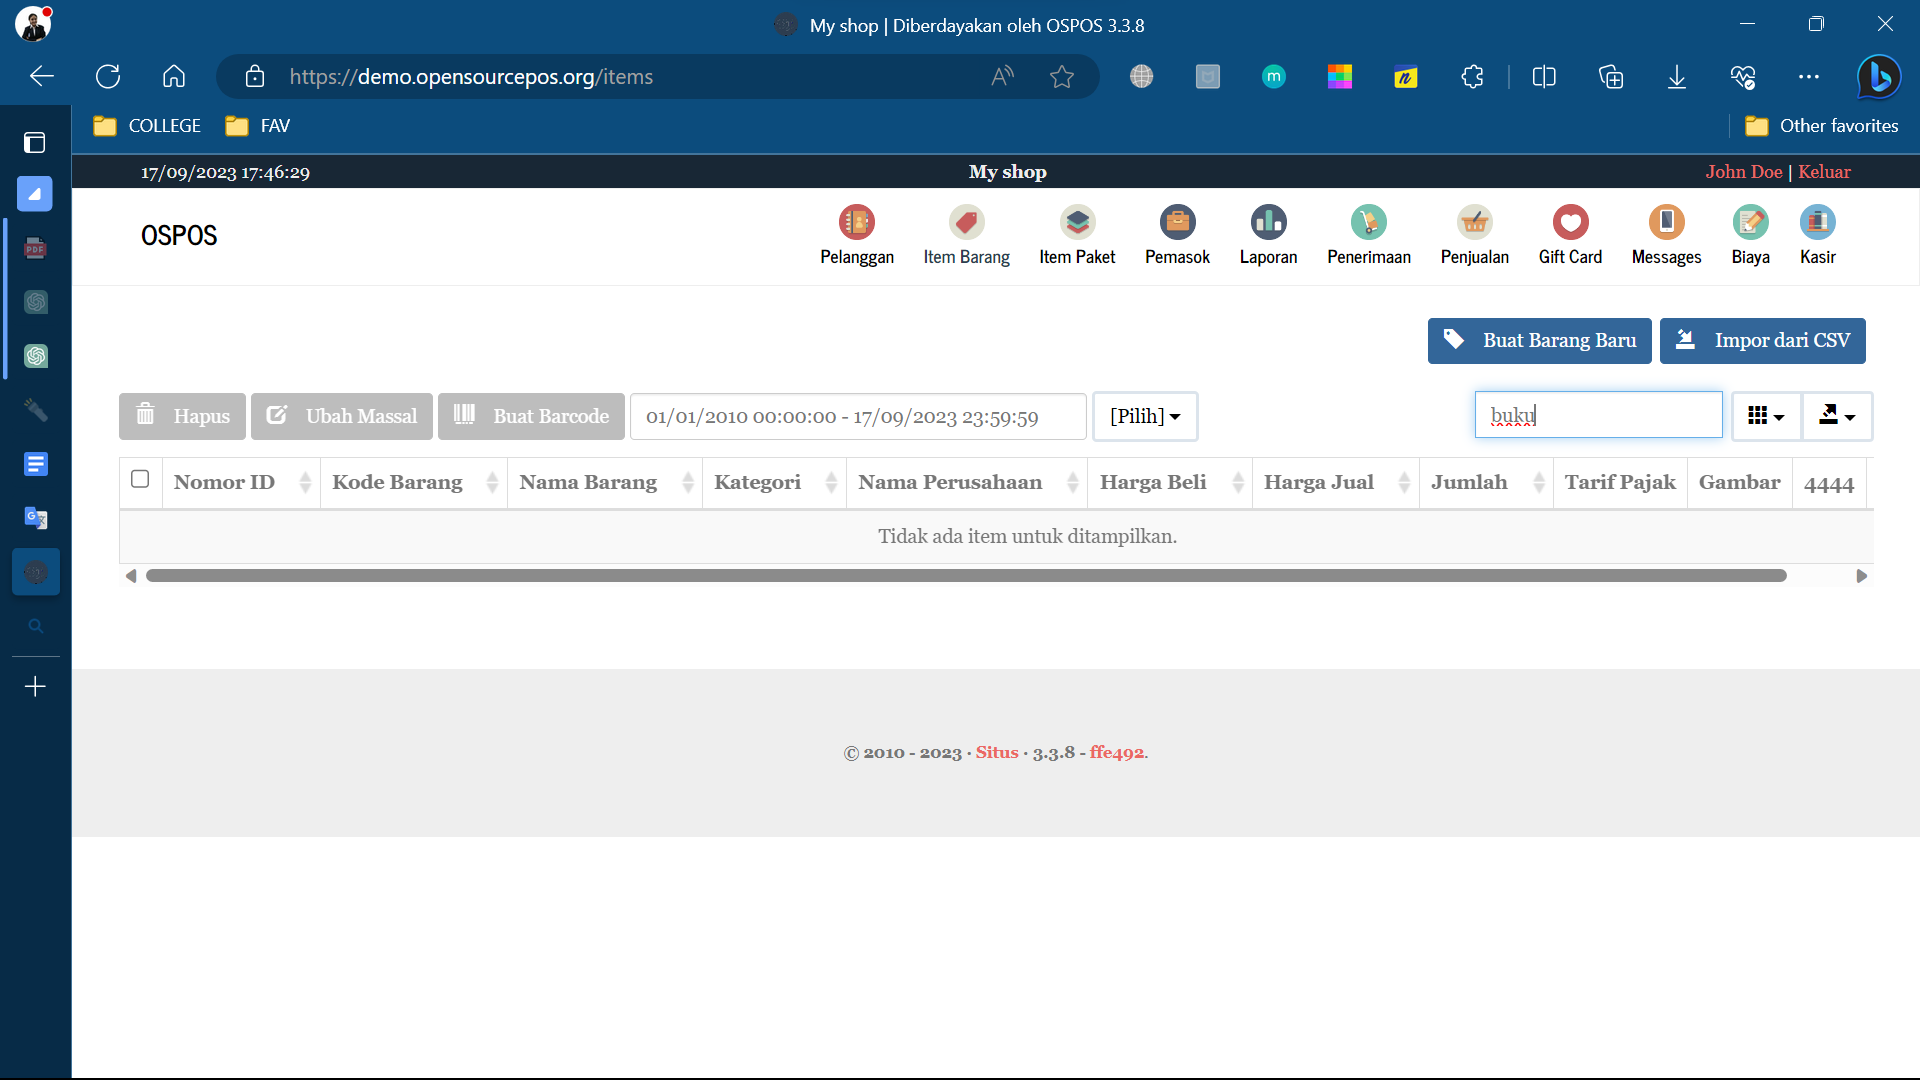 My shop | Diberdayakan oleh OSPOS 3.3.8
https://demo.opensourcepos.org/items
COLLEGE
FAV
Other favorites
17/09/2023 17:46:29
My shop
John Doe | Keluar
OSPOS
Pelanggan
Item Barang
Item Paket
Pemasok
Laporan
Penerimaan
Penjualan
Gift Card
Messages
Biaya
Kasir
Buat Barang Baru
Impor dari CSV
Hapus
Ubah Massal
Buat Barcode
01/01/2010 00:00:00 - 17/09/2023 23:59:59
[Pilih]
buku
Nomor ID
Kode Barang
Nama Barang
Kategori
Nama Perusahaan
Harga Beli
Harga Jual
Jumlah
Tarif Pajak
Gambar
4444
Tidak ada item untuk ditampilkan.
© 2010 - 2023 · Situs · 3.3.8 - ffe492.